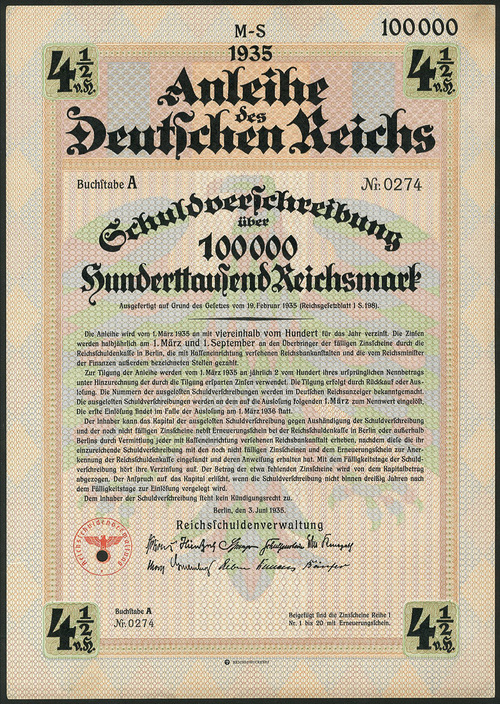 M-S 100000
4½ v.H. 1935 4½ v.H.
Anleihe
des
Deutschen Reichs
Buchstabe A Nr. 0274
Schuldverschreibung
über
100000
Hunderttausend Reichsmark
Ausgefertigt auf Grund des Gesetzes vom 19. Februar 1935 (Reichsgesetzblatt I S. 198).
Die Anleihe wird vom 1. März 1935 an mit viereinhalb vom Hundert für das Jahr verzinst. Die Zinsen
werden halbjährlich am 1. März und 1. September an den Überbringer der fälligen Zinsscheine durch die
Reichsschuldenkasse in Berlin, die mit Kasseneinrichtung versehenen Reichsbankanstalten und die vom Reichsminister
der Finanzen außerdem bezeichneten Stellen gezahlt.
Zur Tilgung der Anleihe werden vom 1. März 1935 an jährlich 2 vom Hundert ihres ursprünglichen Nennbetrags
unter Hinzurechnung der durch die Tilgung ersparten Zinsen verwendet. Die Tilgung erfolgt durch Rückkauf oder Aus-
losung. Die Nummern der ausgelosten Schuldverschreibungen werden im Deutschen Reichsanzeiger bekanntgemacht.
Die ausgelosten Schuldverschreibungen werden an dem auf die Auslosung folgenden 1. März zum Nennwert eingelöst.
Die erste Einlösung findet im Falle der Auslosung am 1. März 1936 statt.
Der Inhaber kann das Kapital der ausgelosten Schuldverschreibung gegen Aushändigung der Schuldverschreibung
und der noch nicht fälligen Zinsscheine nebst Erneuerungsschein bei der Reichsschuldenkasse in Berlin oder außerhalb
Berlins durch Vermittlung jeder mit Kasseneinrichtung versehenen Reichsbankanstalt erheben, nachdem diese die ihr
einzureichende Schuldverschreibung mit den noch nicht fälligen Zinsscheinen und dem Erneuerungsschein zur Aner-
kennung der Reichsschuldenkasse eingesandt und deren Anweisung erhalten hat. Mit dem Fälligkeitstage der Schuld-
verschreibung hört ihre Verzinsung auf. Der Betrag der etwa fehlenden Zinsscheine wird von dem Kapitalbetrag
abgezogen. Der Anspruch auf das Kapital erlischt, wenn die Schuldverschreibung nicht binnen dreißig Jahren nach
dem Fälligkeitstage zur Einlösung vorgelegt wird.
Dem Inhaber der Schuldverschreibung steht kein Kündigungsrecht zu.
Berlin, den 3. Juni 1935.
Reichsschuldenverwaltung
Reichsschuldenverwaltung
Buchstabe A
Nr. 0274
Beigefügt sind die Zinsscheine Reihe I
Nr. 1 bis 20 mit Erneuerungsschein.
4½ v.H. 4½ v.H.
REICHSDRUCKEREI